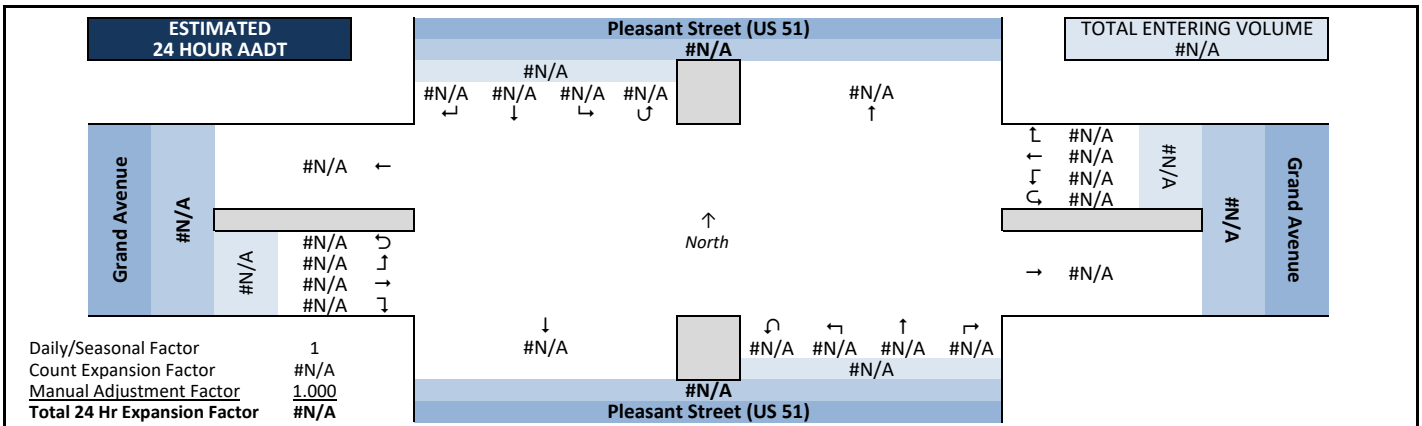 ESTIMATED
24 HOUR AADT
Pleasant Street (US 51)
#N/A
TOTAL ENTERING VOLUME
#N/A
#N/A
#N/A #N/A #N/A #N/A
#N/A
Grand Avenue
#N/A
#N/A
#N/A
#N/A
#N/A
#N/A
#N/A
#N/A
North
#N/A
#N/A
#N/A
#N/A
#N/A
#N/A
Grand Avenue
#N/A
#N/A
#N/A #N/A #N/A #N/A
#N/A
#N/A
Pleasant Street (US 51)
Daily/Seasonal Factor 1
Count Expansion Factor #N/A
Manual Adjustment Factor 1.000
Total 24 Hr Expansion Factor #N/A